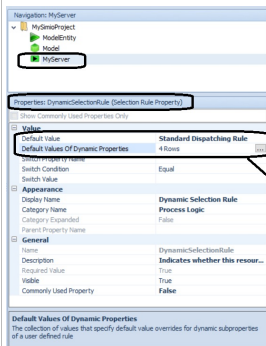 Navigation: MyServer
MySimioProject
ModelEntity
Model
MyServer
Properties: DynamicSelectionRule (Selection Rule Property)
Show Commonly Used Properties Only
Value
Default Value Standard Dispatching Rule
Default Values Of Dynamic Properties 4 Rows ...
Switch Property Name
Switch Condition Equal
Switch Value
Appearance
Display Name Dynamic Selection Rule
Category Name Process Logic
Category Expanded False
Parent Property Name
General
Name DynamicSelectionRule
Description Indicates whether this resour...
Required Value True
Visible True
Commonly Used Property False
Default Values Of Dynamic Properties
The collection of values that specify default value overrides for dynamic subproperties
of a user defined rule